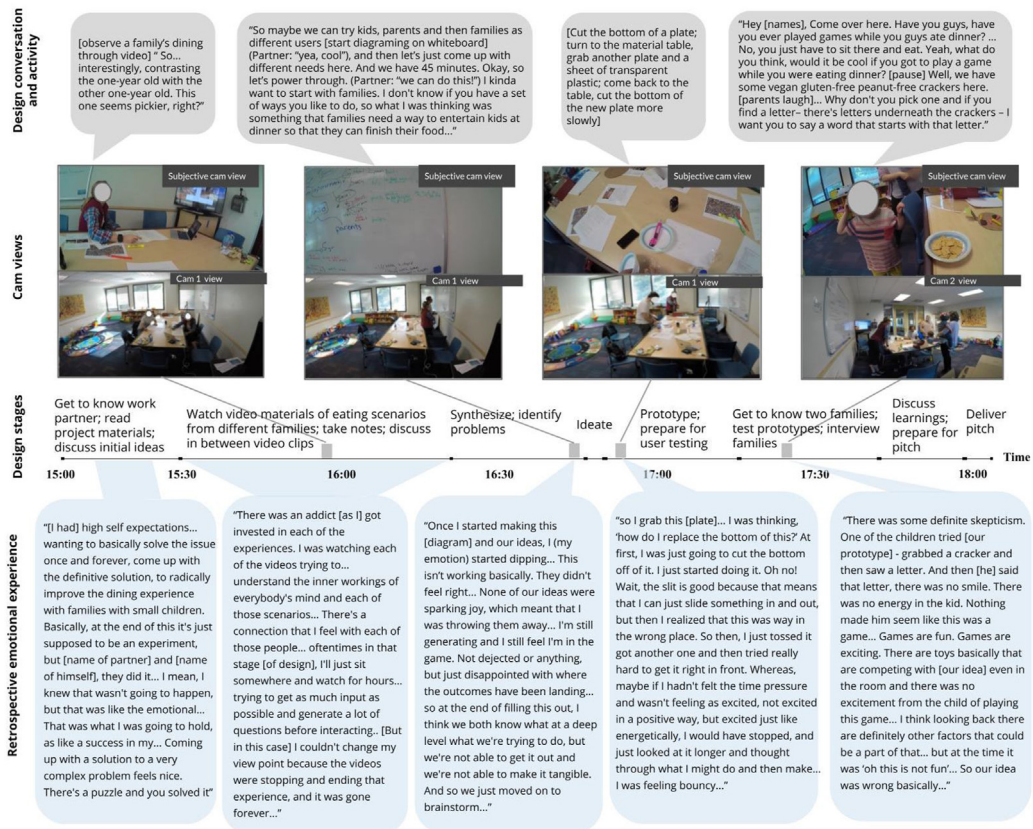 Design conversation
and activity
[observe a family's dining
through video] " So...
interestingly, contrasting
the one-year old with the
other one-year old. This
one seems pickier, right?"
"So maybe we can try kids, parents and then families as
different users [start diagraming on whiteboard]
(Partner: "yea, cool"), and then let's just come up with
different needs here. And we have 45 minutes. Okay, so
let's power through. (Partner: "we can do this!") I kinda
want to start with families. I don't know if you have a set
of ways you like to do, so what I was thinking was
something that families need a way to entertain kids at
dinner so that they can finish their food..."
[Cut the bottom of a plate;
turn to the material table,
grab another plate and a
sheet of transparent
plastic; come back to the
table, cut the bottom of
the new plate more
slowly]
"Hey [names], Come over here. Have you guys, have
you ever played games while you guys ate dinner? ...
No, you just have to sit there and eat. Yeah, what do
you think, would it be cool if you got to play a game
while you were eating dinner? [pause] Well, we have
some vegan gluten-free peanut-free crackers here.
[parents laugh]... Why don't you pick one and if you
find a letter– there's letters underneath the crackers – I
want you to say a word that starts with that letter."
Cam views
Subjective cam view
Subjective cam view
Subjective cam view
Subjective cam view
parents
Cam 1 view
Cam 1 view
Cam 1 view
Cam 2 view
Design stages
Get to know work
partner; read
project materials;
discuss initial ideas
Watch video materials of eating scenarios
from different families; take notes; discuss
in between video clips
Synthesize; identify
problems
Ideate
Prototype;
prepare for
user testing
Get to know two families;
test prototypes; interview
families
Discuss
learnings;
prepare for
pitch
Deliver
pitch
Time
15:00
15:30
16:00
16:30
17:00
17:30
18:00
Retrospective emotional experience
"[I had] high self expectations...
wanting to basically solve the issue
once and forever, come up with
the definitive solution, to radically
improve the dining experience
with families with small children.
Basically, at the end of this it's just
supposed to be an experiment,
but [name of partner] and [name
of himself], they did it... I mean, I
knew that wasn't going to happen,
but that was like the emotional...
That was what I was going to hold,
as like a success in my... Coming
up with a solution to a very
complex problem feels nice.
There's a puzzle and you solved it"
"There was an addict [as I] got
invested in each of the
experiences. I was watching each
of the videos trying to...
understand the inner workings of
everybody's mind and each of
those scenarios... There's a
connection that I feel with each of
those people... oftentimes in that
stage [of design], I'll just sit
somewhere and watch for hours...
trying to get as much input as
possible and generate a lot of
questions before interacting.. [But
in this case] I couldn't change my
view point because the videos
were stopping and ending that
experience, and it was gone
forever..."
"Once I started making this
[diagram] and our ideas, I (my
emotion) started dipping... This
isn't working basically. They didn't
feel right... None of our ideas were
sparking joy, which meant that I
was throwing them away... I'm still
generating and I still feel I'm in the
game. Not dejected or anything,
but just disappointed with where
the outcomes have been landing...
so at the end of filling this out, I
think we both know what at a deep
level what we're trying to do, but
we're not able to get it out and
we're not able to make it tangible.
And so we just moved on to
brainstorm..."
"so I grab this [plate]... I was thinking,
'how do I replace the bottom of this?' At
first, I was just going to cut the bottom
off of it. I just started doing it. Oh no!
Wait, the slit is good because that means
that I can just slide something in and out,
but then I realized that this was way in
the wrong place. So then, I just tossed it
got another one and then tried really
hard to get it right in front. Whereas,
maybe if I hadn't felt the time pressure
and wasn't feeling as excited, not excited
in a positive way, but excited just like
energetically, I would have stopped, and
just looked at it longer and thought
through what I might do and then make...
I was feeling bouncy..."
"There was some definite skepticism.
One of the children tried [our
prototype] - grabbed a cracker and
then saw a letter. And then [he] said
that letter, there was no smile. There
was no energy in the kid. Nothing
made him seem like this was a
game... Games are fun. Games are
exciting. There are toys basically that
are competing with [our idea] even in
the room and there was no
excitement from the child of playing
this game... I think looking back there
are definitely other factors that could
be a part of that... but at the time it
was 'oh this is not fun'... So our idea
was wrong basically..."